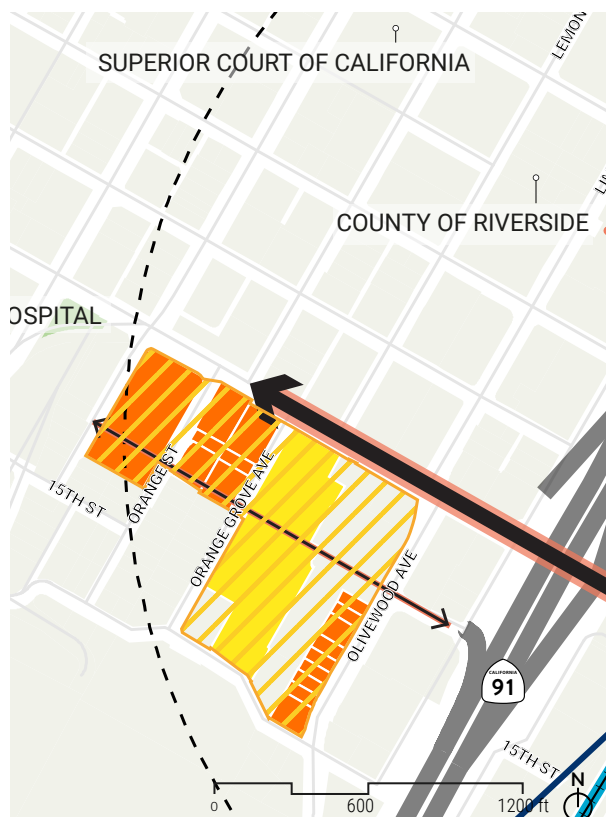 LEMON
SUPERIOR COURT OF CALIFORNIA
COUNTY OF RIVERSIDE
OSPITAL
15TH ST
ORANGE ST
ORANGE GROVE AVE
OLIVEWOOD AVE
CALIFORNIA
91
15TH ST
N
0
600
1200 ft